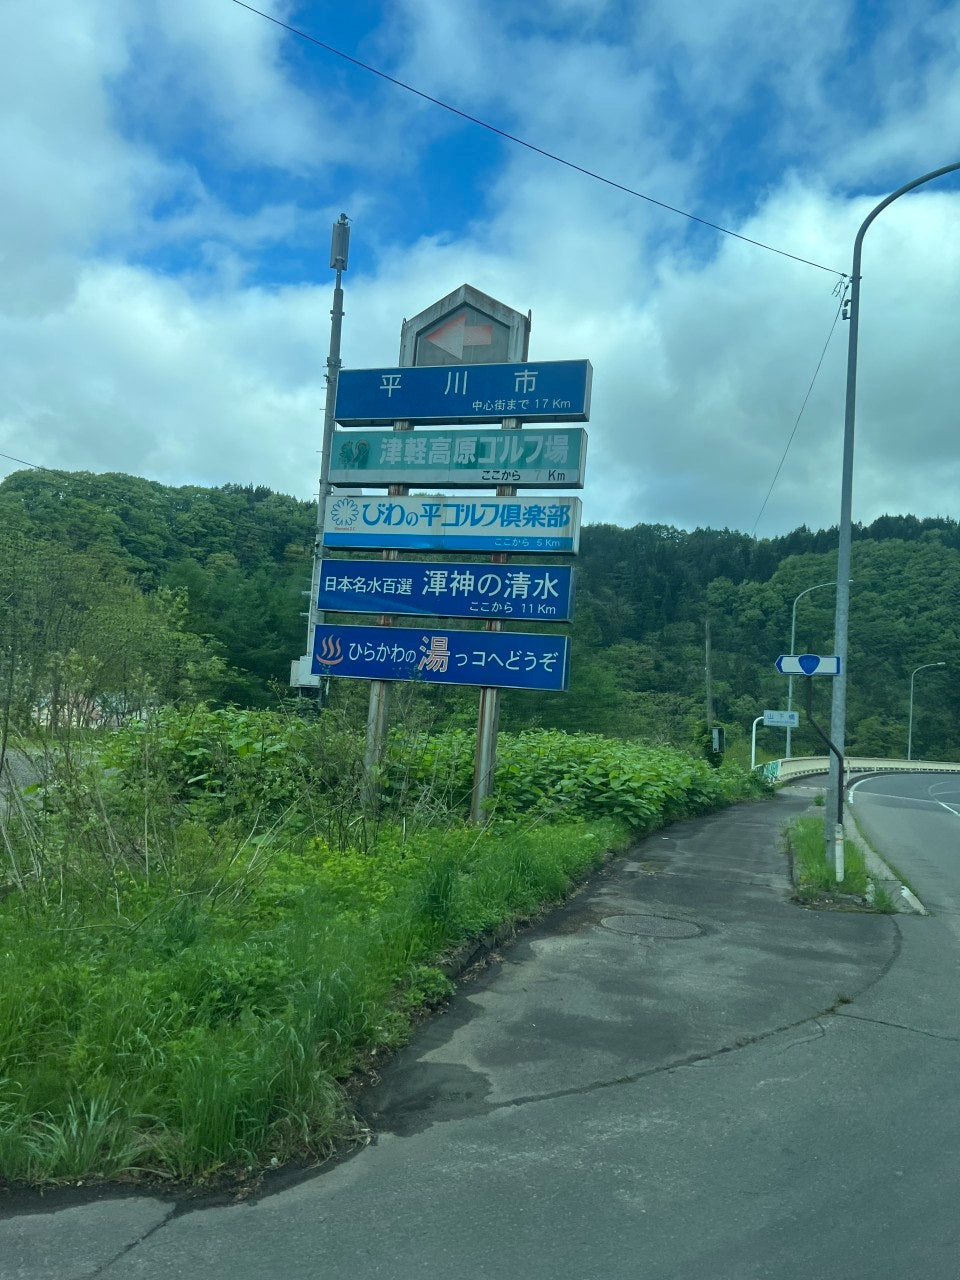 平川市
中心街まで 17 Km
津軽高原ゴルフ場
ここから 7 Km
びわの平ゴルフ倶楽部
ここから 5 Km
日本名水百選 渾神の清水
ここから 11 Km
ひらかわの湯っコへどうぞ